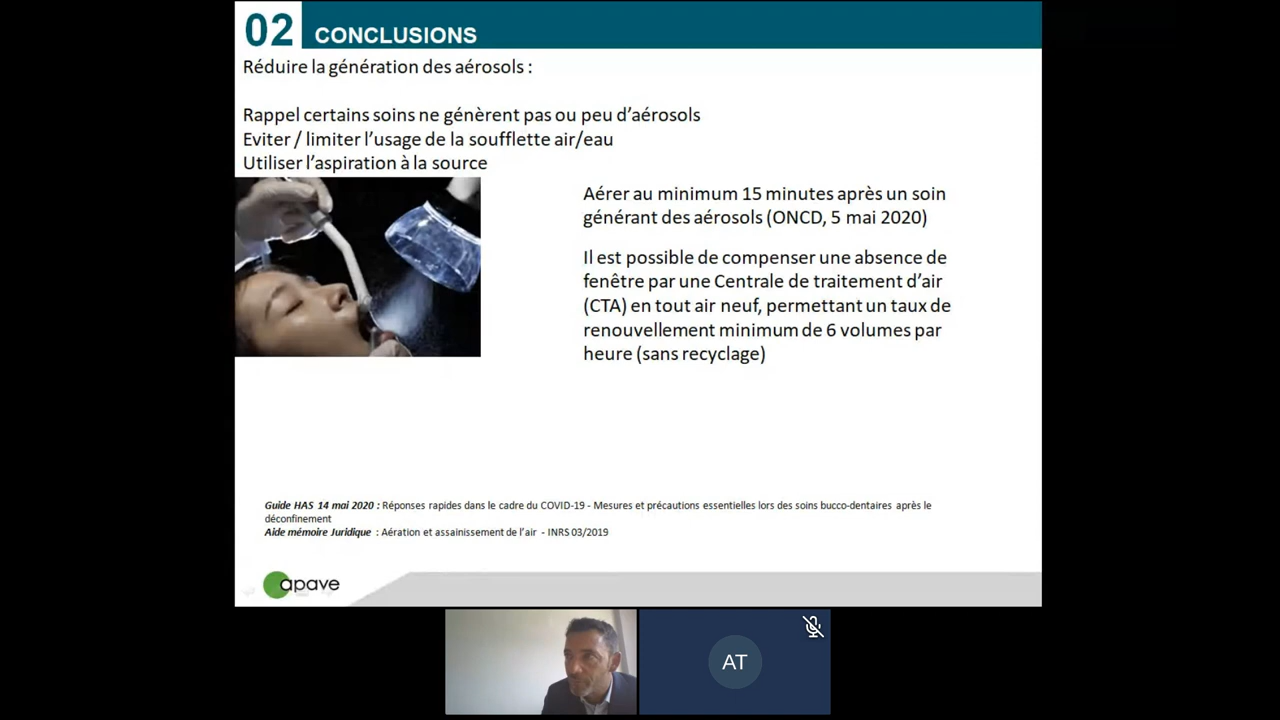 02 CONCLUSIONS
Réduire la génération des aérosols :
Rappel certains soins ne génèrent pas ou peu d'aérosols
Eviter / limiter l'usage de la soufflette air/eau
Utiliser l'aspiration à la source
Aérer au minimum 15 minutes après un soin
générant des aérosols (ONCD, 5 mai 2020)
Il est possible de compenser une absence de
fenêtre par une Centrale de traitement d'air
(CTA) en tout air neuf, permettant un taux de
renouvellement minimum de 6 volumes par
heure (sans recyclage)
Guide HAS 14 mai 2020 : Réponses rapides dans le cadre du COVID-19 - Mesures et précautions essentielles lors des soins bucco-dentaires après le
déconfinement
Aide mémoire Juridique : Aération et assainissement de l'air - INRS 03/2019
apave
AT